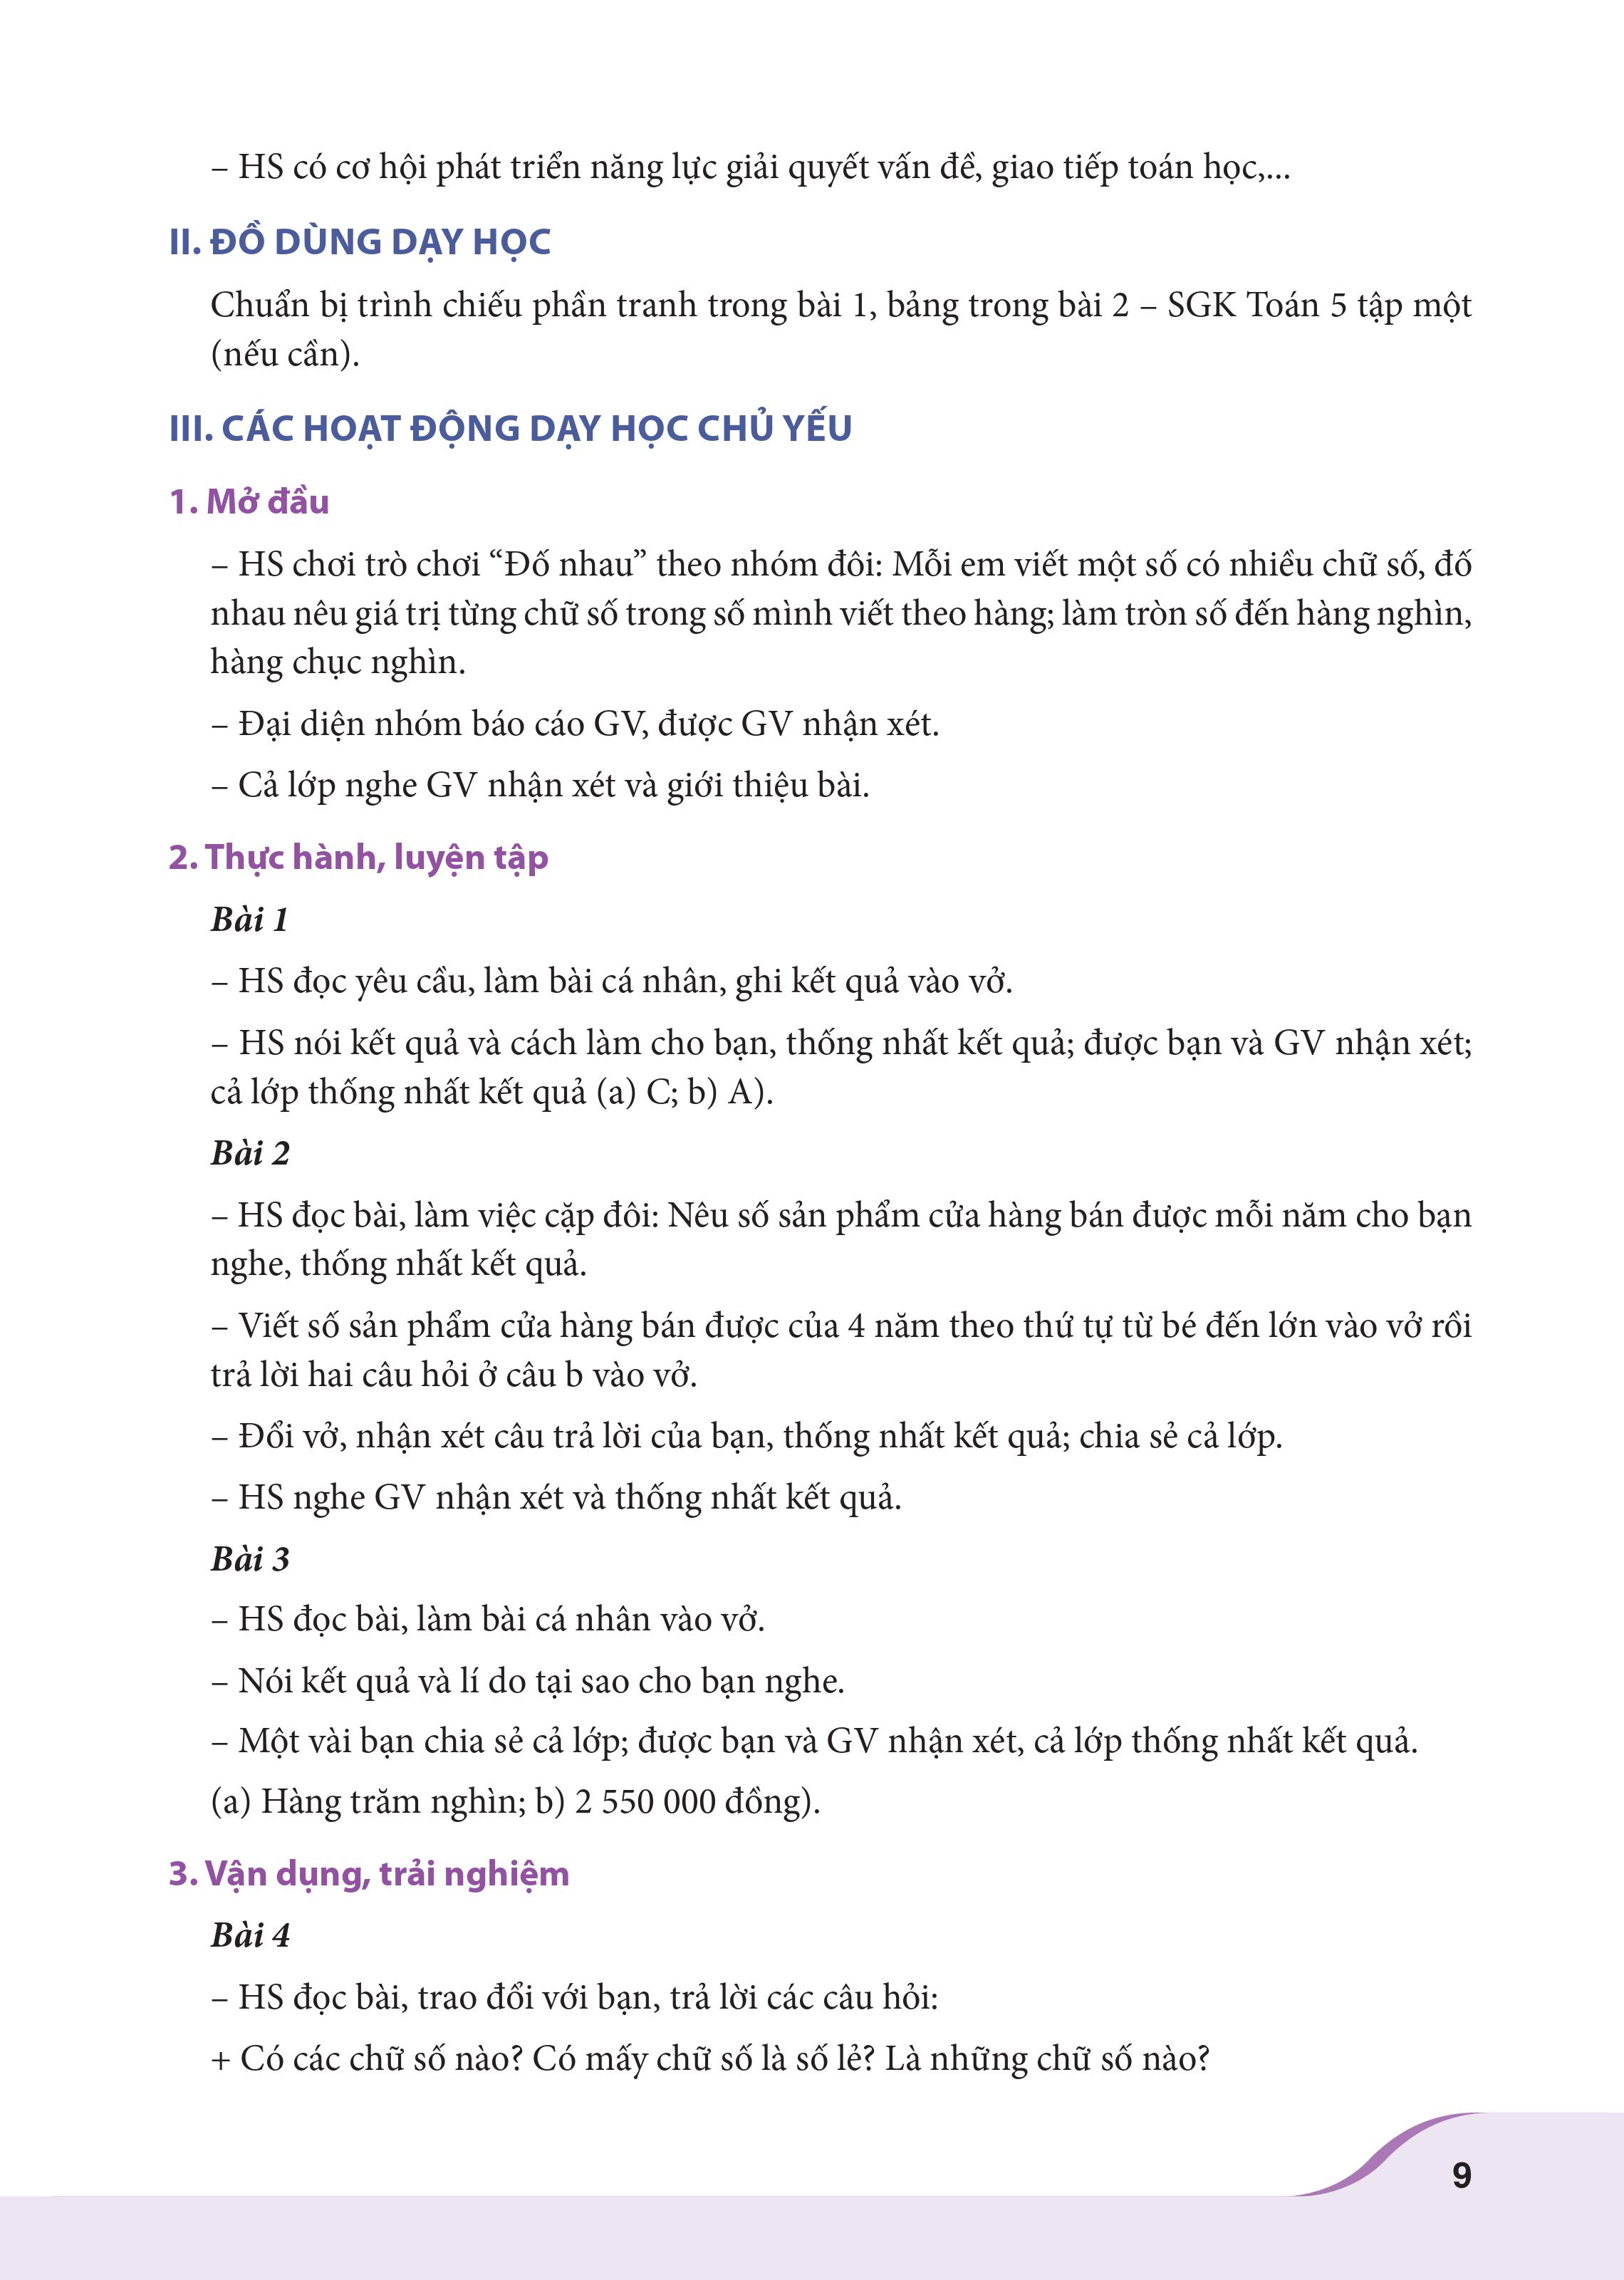 – HS có cơ hội phát triển năng lực giải quyết vấn đề, giao tiếp toán học,...
II. ĐỒ DÙNG DẠY HỌC
Chuẩn bị trình chiếu phần tranh trong bài 1, bảng trong bài 2 – SGK Toán 5 tập một
(nếu cần).
III. CÁC HOẠT ĐỘNG DẠY HỌC CHỦ YẾU
1. Mở đầu
– HS chơi trò chơi “Đố nhau” theo nhóm đôi: Mỗi em viết một số có nhiều chữ số, đố
nhau nêu giá trị từng chữ số trong số mình viết theo hàng; làm tròn số đến hàng nghìn,
hàng chục nghìn.
– Đại diện nhóm báo cáo GV, được GV nhận xét.
– Cả lớp nghe GV nhận xét và giới thiệu bài.
2. Thực hành, luyện tập
Bài 1
– HS đọc yêu cầu, làm bài cá nhân, ghi kết quả vào vở.
– HS nói kết quả và cách làm cho bạn, thống nhất kết quả; được bạn và GV nhận xét;
cả lớp thống nhất kết quả (a) C; b) A).
Bài 2
– HS đọc bài, làm việc cặp đôi: Nêu số sản phẩm cửa hàng bán được mỗi năm cho bạn
nghe, thống nhất kết quả.
– Viết số sản phẩm cửa hàng bán được của 4 năm theo thứ tự từ bé đến lớn vào vở rồi
trả lời hai câu hỏi ở câu b vào vở.
– Đổi vở, nhận xét câu trả lời của bạn, thống nhất kết quả; chia sẻ cả lớp.
– HS nghe GV nhận xét và thống nhất kết quả.
Bài 3
– HS đọc bài, làm bài cá nhân vào vở.
– Nói kết quả và lí do tại sao cho bạn nghe.
– Một vài bạn chia sẻ cả lớp; được bạn và GV nhận xét, cả lớp thống nhất kết quả.
(a) Hàng trăm nghìn; b) 2 550 000 đồng).
3. Vận dụng, trải nghiệm
Bài 4
– HS đọc bài, trao đổi với bạn, trả lời các câu hỏi:
+ Có các chữ số nào? Có mấy chữ số là số lẻ? Là những chữ số nào?
9